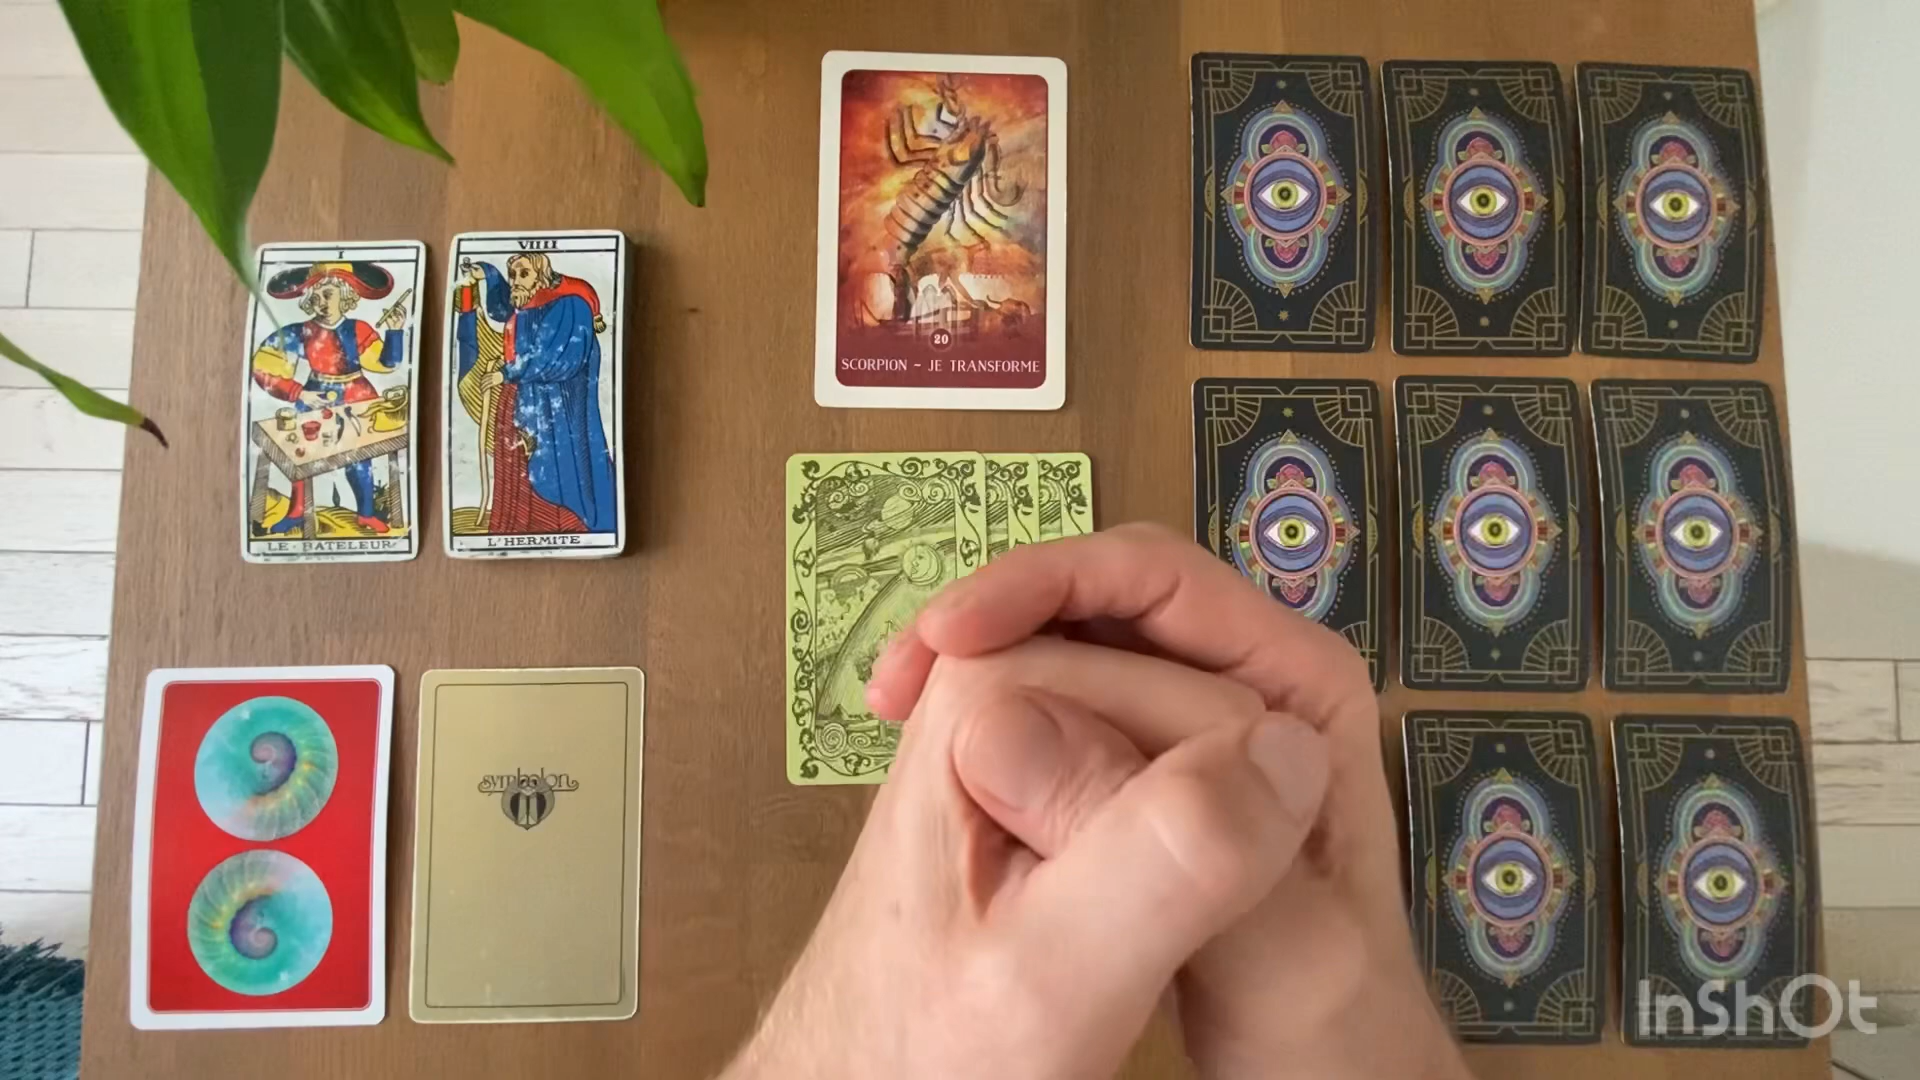 I
LE·BATELEUR
VIIII
L'HERMITE
20
SCORPION ~ JE TRANSFORME
symbolon
InShOt